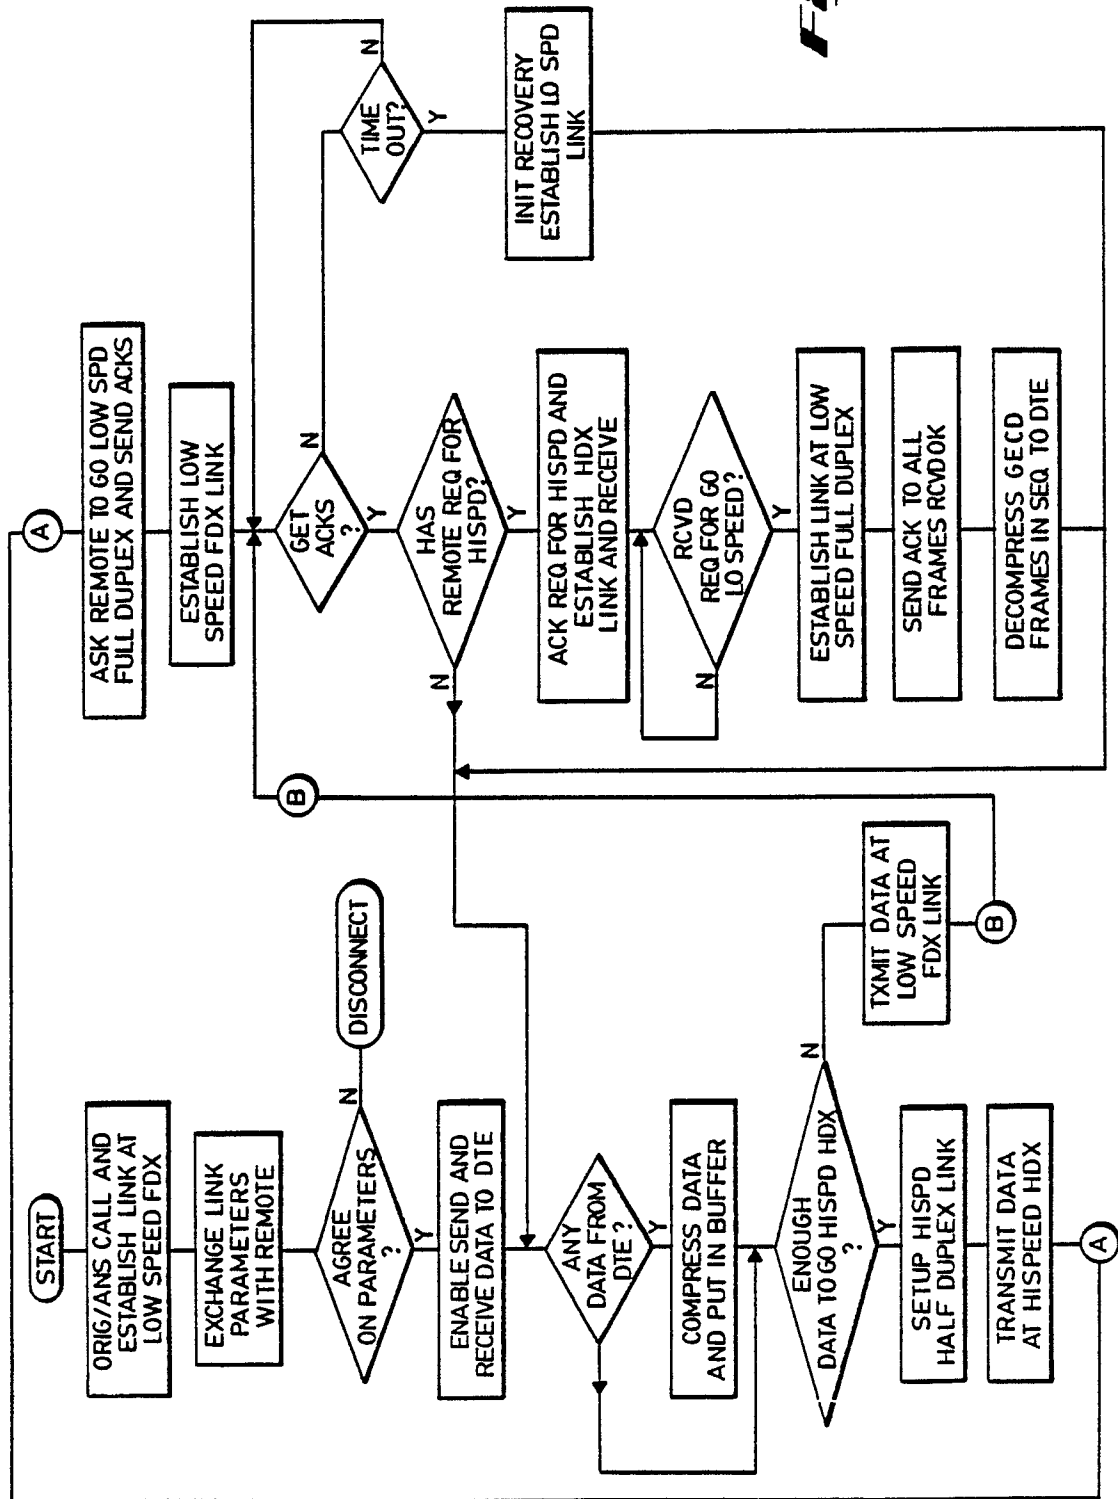 START
ORIG/ANS CALL AND
ESTABLISH LINK AT
LOW SPEED FDX
EXCHANGE LINK
PARAMETERS
WITH REMOTE
AGREE
ON PARAMETERS
?
N
DISCONNECT
Y
ENABLE SEND AND
RECEIVE DATA TO DTE
ANY
DATA FROM
DTE?
Y
COMPRESS DATA
AND PUT IN BUFFER
ENOUGH
DATA TO GO HISPD HDX
?
N
TXMIT DATA AT
LOW SPEED
FDX LINK
B
Y
SETUP HISPD
HALF DUPLEX LINK
TRANSMIT DATA
AT HISPEED HDX
A
A
ASK REMOTE TO GO LOW SPD
FULL DUPLEX AND SEND ACKS
ESTABLISH LOW
SPEED FDX LINK
B
GET
ACKS
?
N
Y
TIME
OUT?
N
Y
INIT RECOVERY
ESTABLISH LO SPD
LINK
HAS
REMOTE REQ FOR
HISPD?
N
Y
ACK REQ FOR HISPD AND
ESTABLISH HDX
LINK AND RECEIVE
RCVD
REQ FOR GO
LO SPEED?
N
Y
ESTABLISH LINK AT LOW
SPEED FULL DUPLEX
SEND ACK TO ALL
FRAMES RCVD OK
DECOMPRESS GECD
FRAMES IN SEQ TO DTE